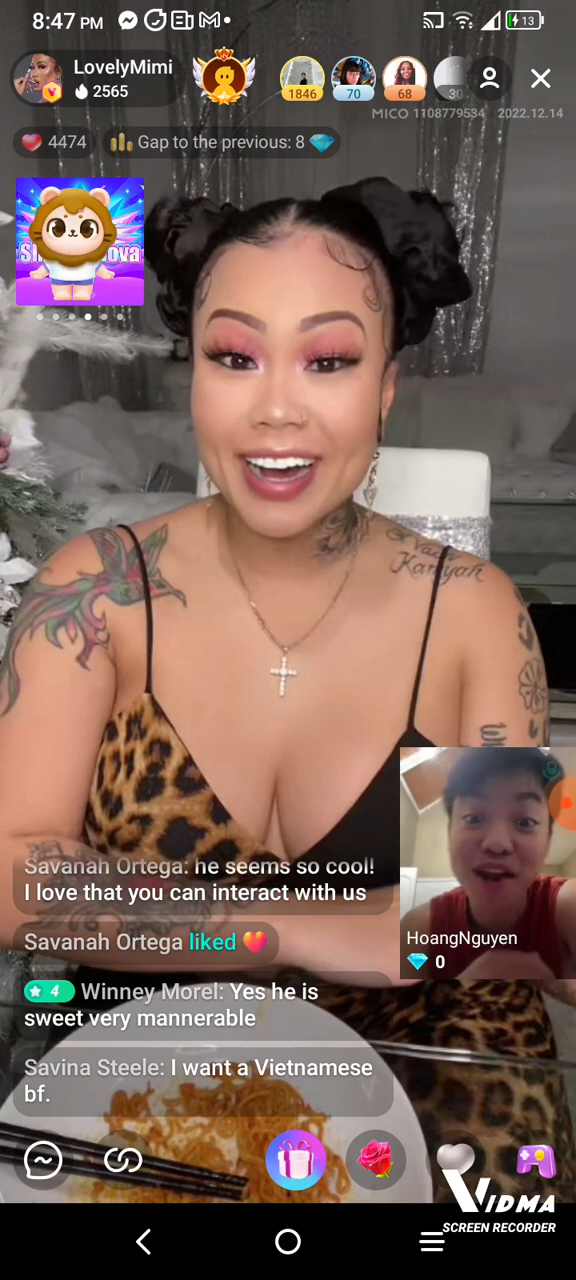 8:47 PM
13
LovelyMimi
2565
1846
70
68
30
MICO 1108779534 2022.12.14
4474
Gap to the previous: 8
Kaniyah
Savanah Ortega: he seems so cool!
I love that you can interact with us
HoangNguyen
0
Savanah Ortega liked
4 Winney Morel: Yes he is
sweet very mannerable
Savina Steele: I want a Vietnamese
bf.
VIDMA
SCREEN RECORDER